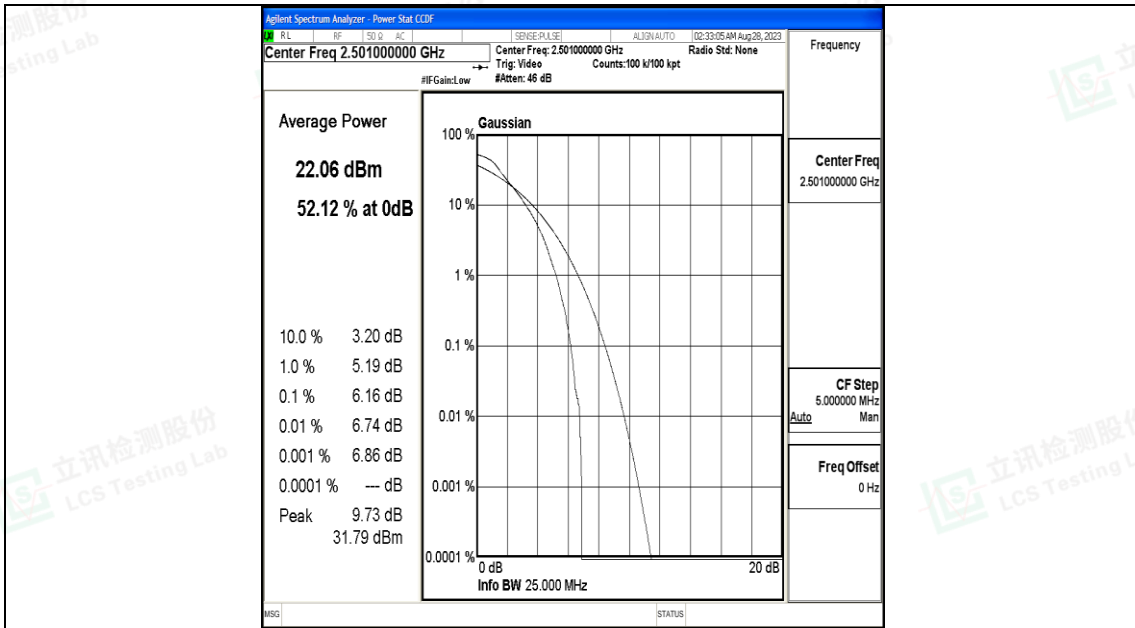 Agilent Spectrum Analyzer - Power Stat CCDF
RL RF 50 Ω AC SENSE:PULSE ALIGNAUTO 02:33:05 AM Aug 28, 2023
Center Freq 2.501000000 GHz
Center Freq: 2.501000000 GHz
Radio Std: None
Trig: Video Counts:100 k/100 kpt
#IFGain:Low #Atten: 46 dB
Frequency
Average Power
22.06 dBm
52.12 % at 0dB
10.0 % 3.20 dB
1.0 % 5.19 dB
0.1 % 6.16 dB
0.01 % 6.74 dB
0.001 % 6.86 dB
0.0001 % --- dB
Peak 9.73 dB
31.79 dBm
Gaussian
100 %
10 %
1 %
0.1 %
0.01 %
0.001 %
0.0001 %
0 dB 20 dB
Info BW 25.000 MHz
Center Freq
2.501000000 GHz
CF Step
5.000000 MHz
Auto Man
Freq Offset
0 Hz
MSG STATUS
立讯检测股份
LCS Testing Lab